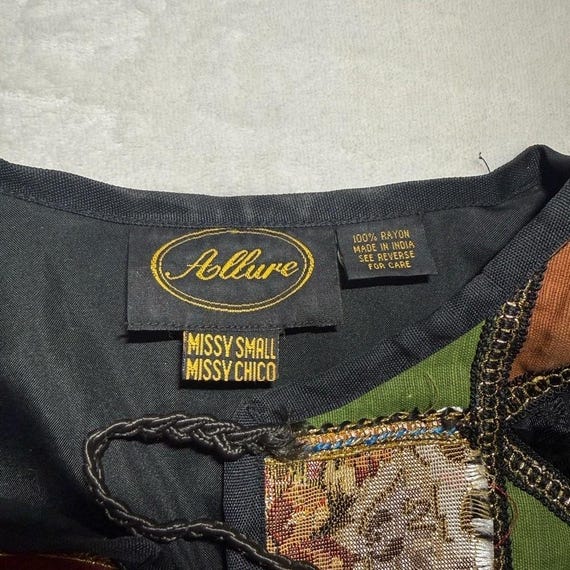 Allure
100% RAYON
MADE IN INDIA
SEE REVERSE
FOR CARE
MISSY SMALL
MISSY CHICO